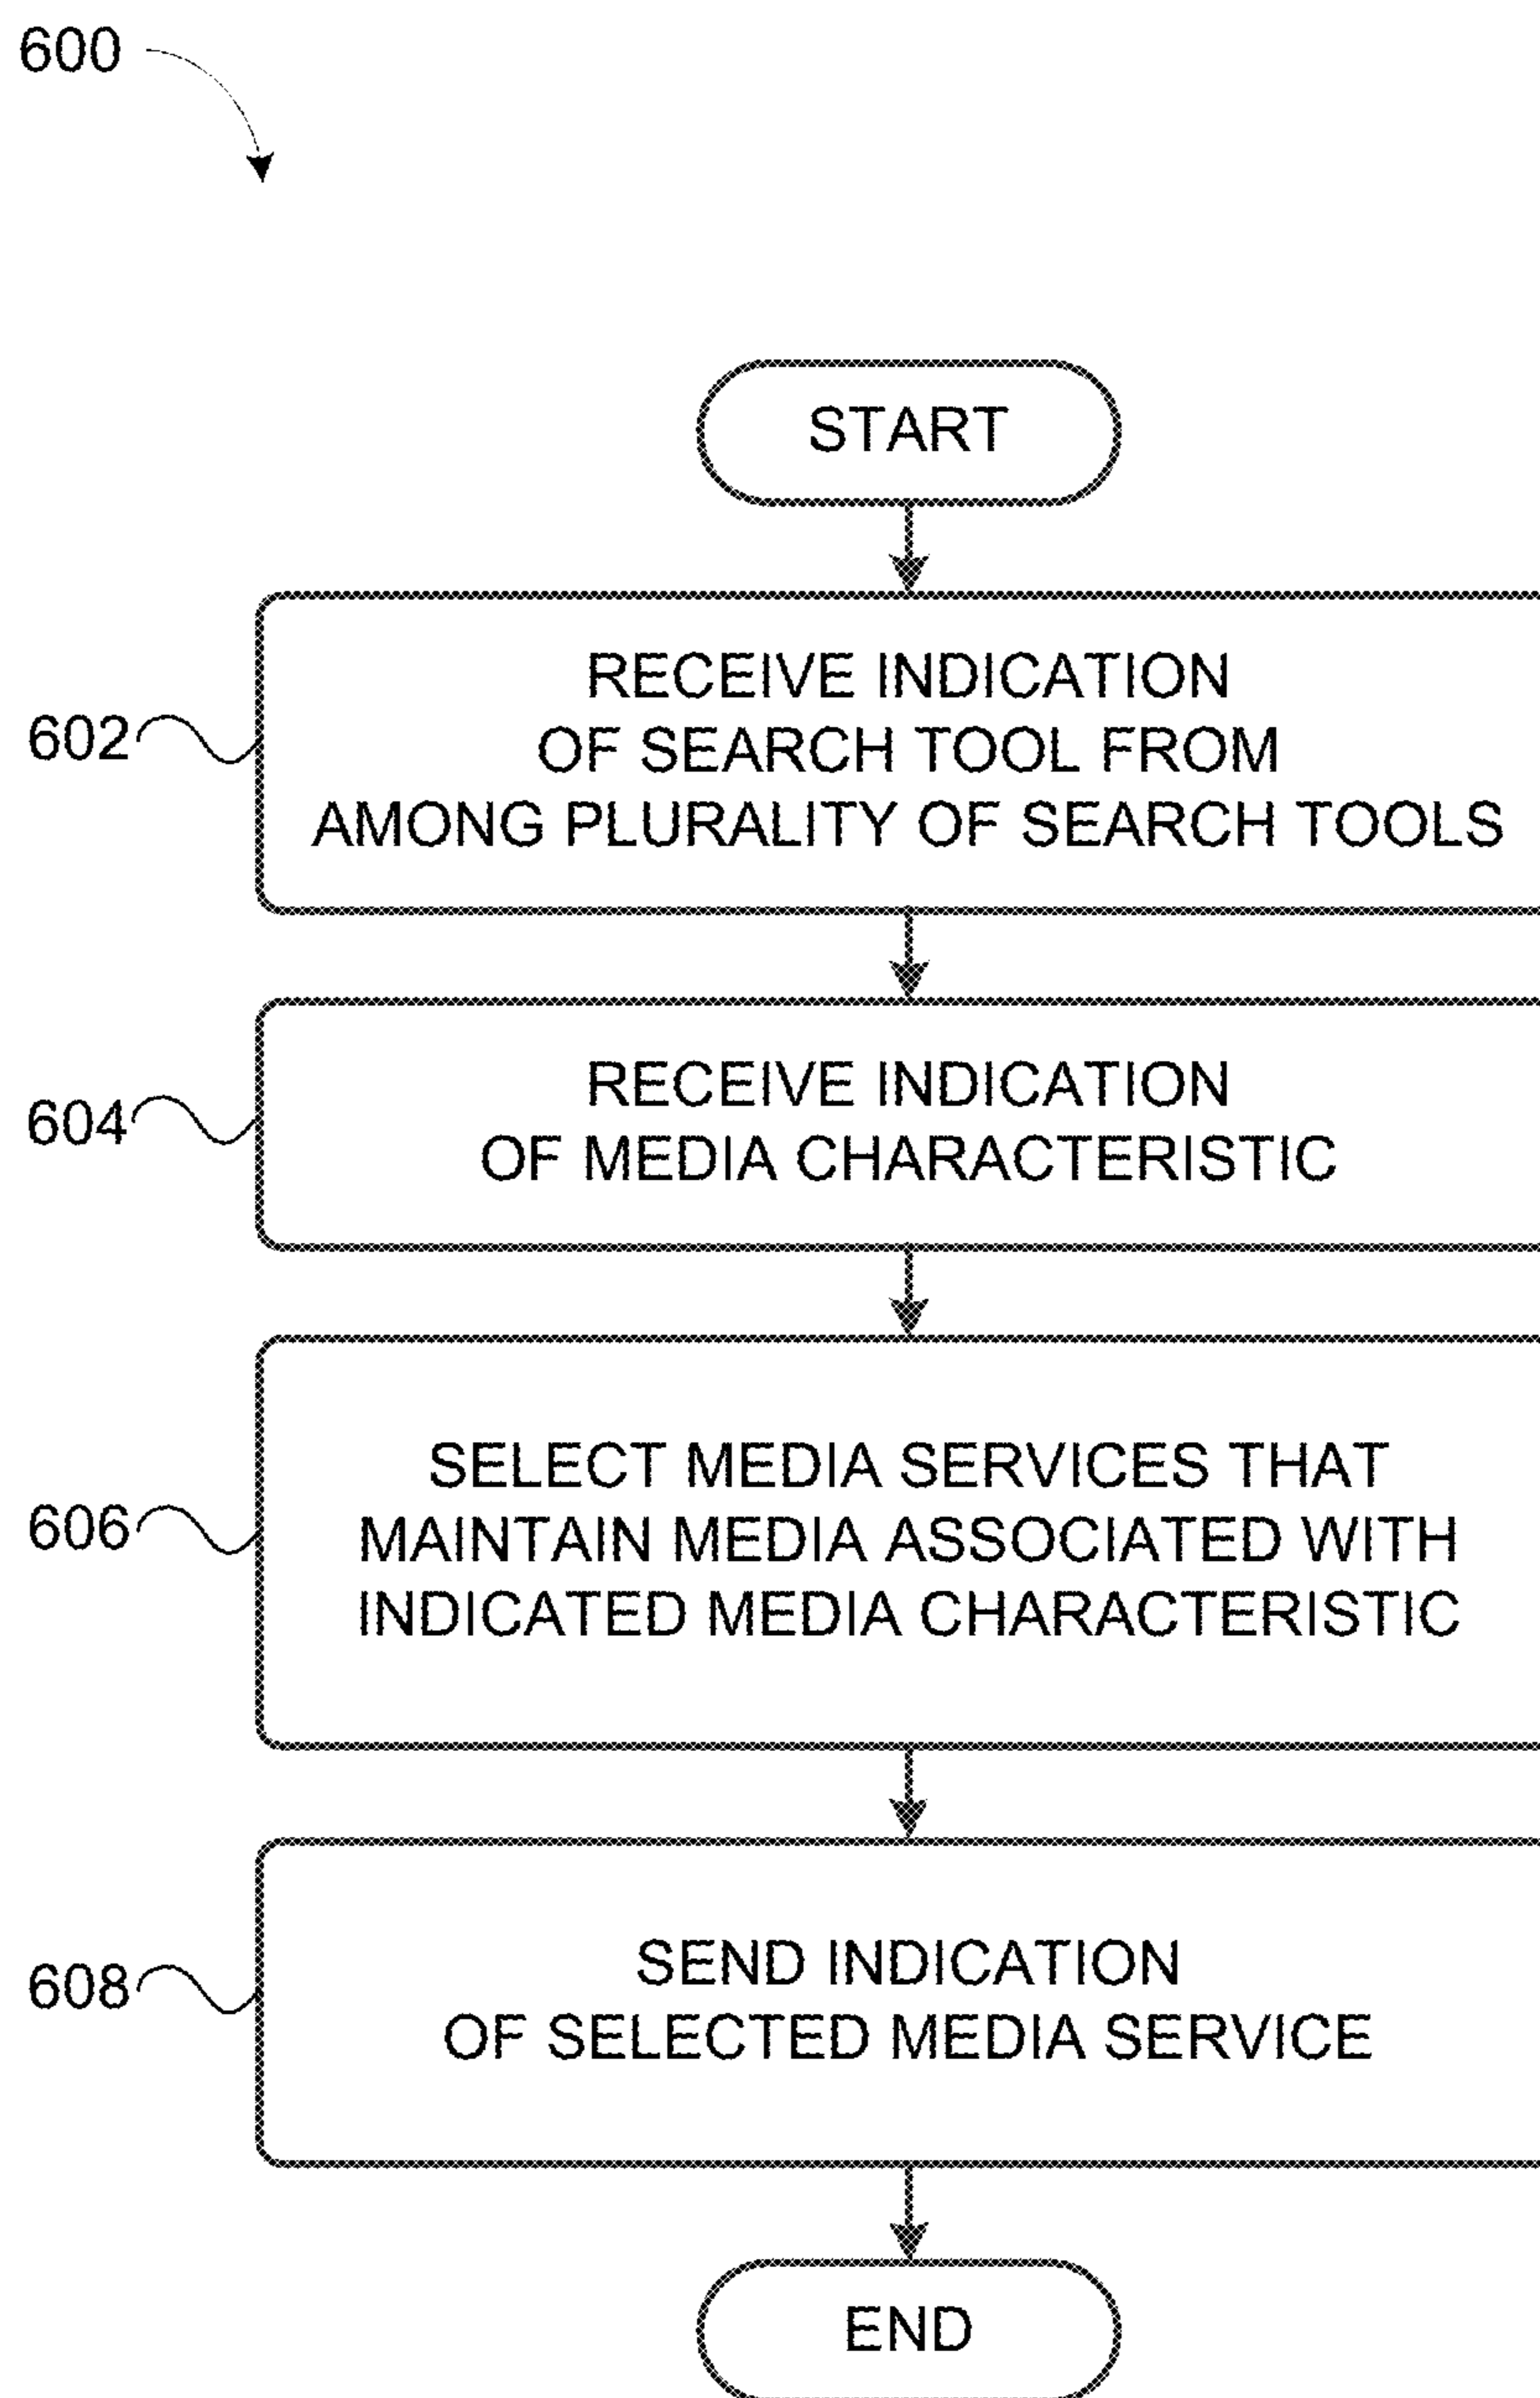 600
START
602
RECEIVE INDICATION
OF SEARCH TOOL FROM
AMONG PLURALITY OF SEARCH TOOLS
604
RECEIVE INDICATION
OF MEDIA CHARACTERISTIC
606
SELECT MEDIA SERVICES THAT
MAINTAIN MEDIA ASSOCIATED WITH
INDICATED MEDIA CHARACTERISTIC
608
SEND INDICATION
OF SELECTED MEDIA SERVICE
END